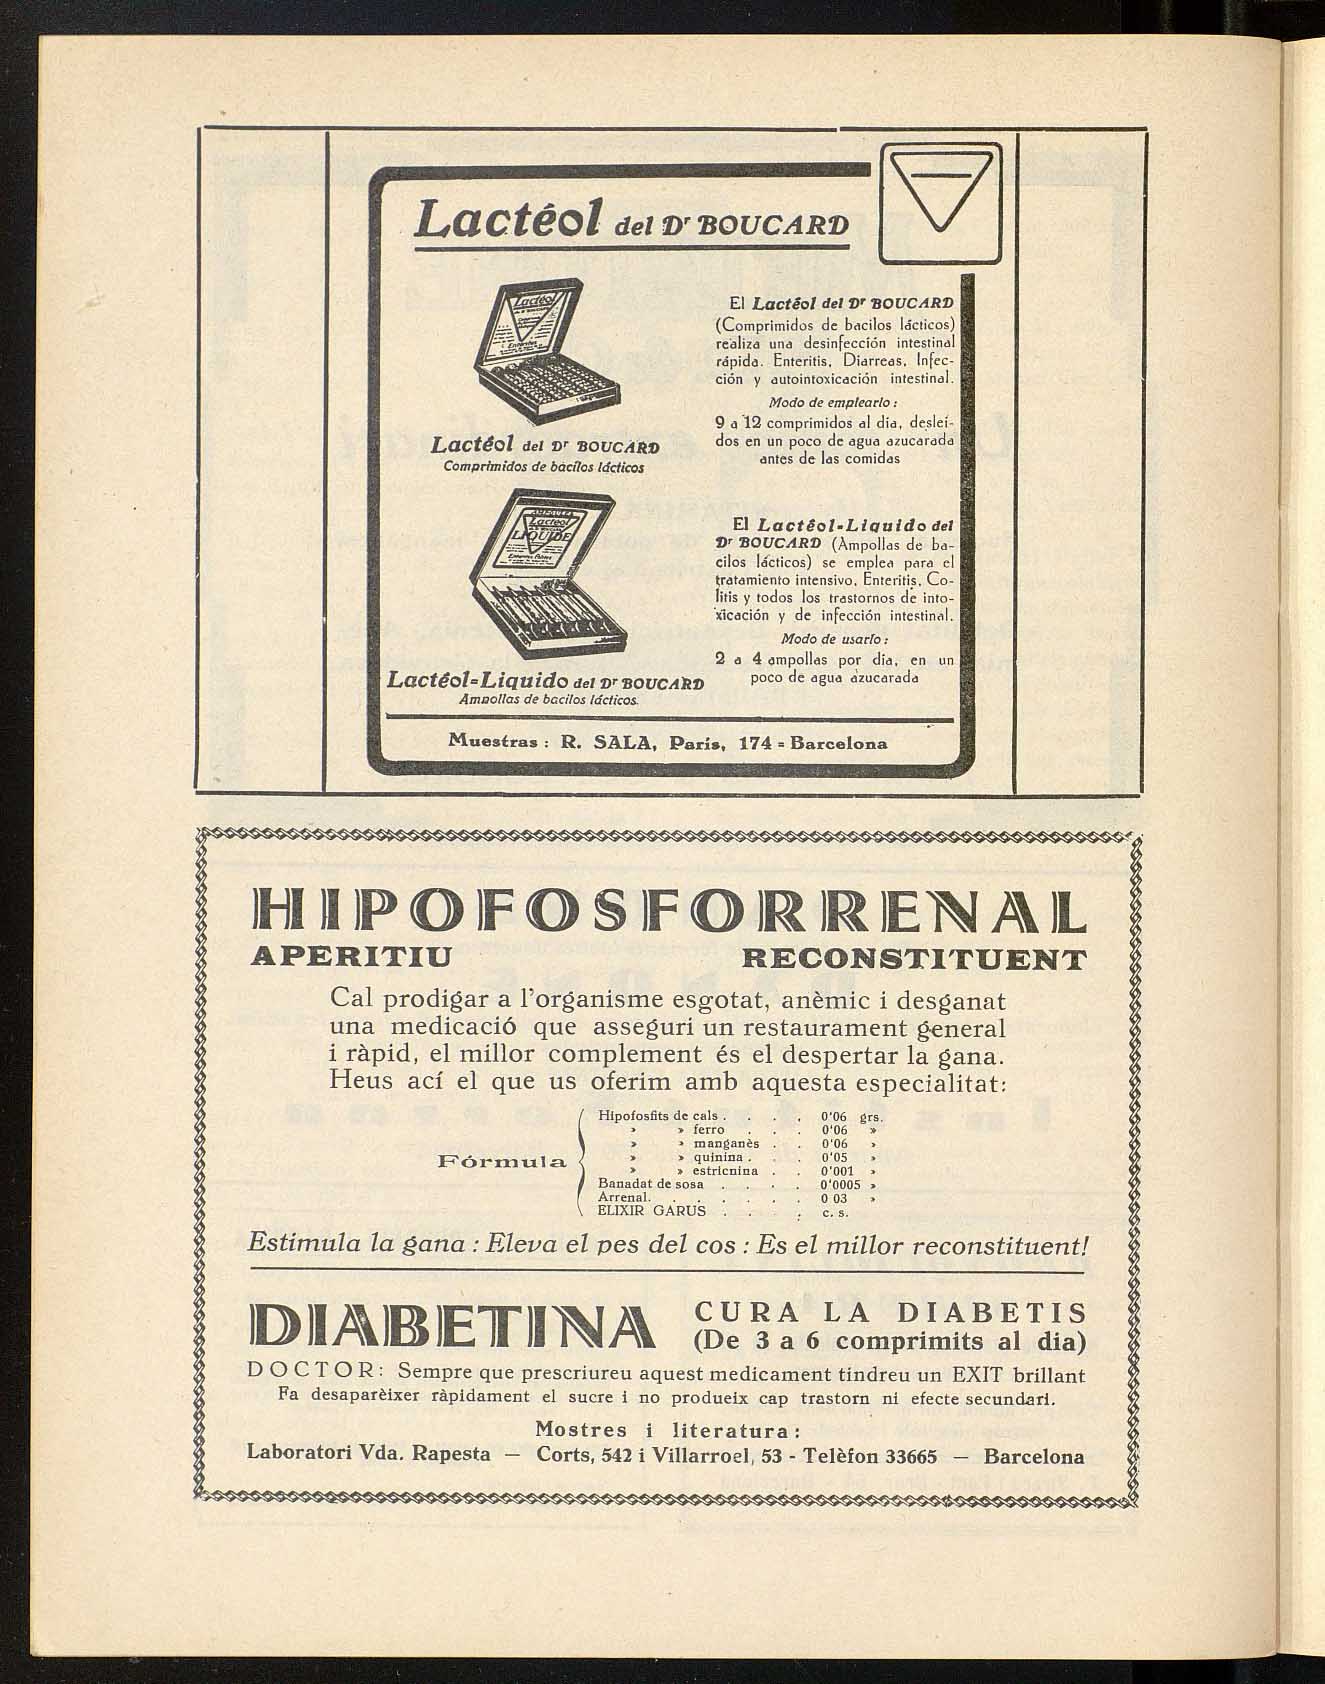 Lactéol del Dr BOUCARD
Lactéol
LIQUIDE
Lactéol del Dr BOUCARD
Comprimidos de bacilos lácticos
El Lactéol del Dr BOUCARD
(Comprimidos de bacilos lácticos)
realiza una desinfección intestinal
rápida. Enteritis, Diarreas, Infec-
ción y autointoxicación intestinal.
Modo de emplearlo :
9 a 12 comprimidos al dia, deslei-
dos en un poco de agua azucarada
antes de las comidas
Lactéol=Liquido del Dr BOUCARD
Ampollas de bacilos lácticos.
El Lactéol-Liquido del
Dr BOUCARD (Ampollas de ba-
cilos lácticos) se emplea para el
tratamiento intensivo, Enteritis, Co-
litis y todos los trastornos de into-
xicación y de infección intestinal.
Modo de usarlo :
2 a 4 ampollas por dia, en un
poco de agua azucarada
Muestras : R. SALA, París, 174 = Barcelona
HIPOFOSFORRENAL
APERITIU RECONSTITUENT
Cal prodigar a l'organisme esgotat, anèmic i desganat
una medicació que asseguri un restaurament general
i ràpid, el millor complement és el despertar la gana.
Heus ací el que us oferim amb aquesta especialitat:
Fórmula
Hipofosfits de cals . . . . 0'06 grs.
» » ferro . . . 0'06 »
» » manganès . . 0'06 »
» » quinina . . . 0'05 »
» » estricnina . . 0'001 »
Banadat de sosa . . . . 0'0005 »
Arrenal. . . . . . . 0 03 »
ELIXIR GARUS . . . . c. s.
Estimula la gana : Eleva el pes del cos : Es el millor reconstituent!
DIABETINA CURA LA DIABETIS
(De 3 a 6 comprimits al dia)
DOCTOR: Sempre que prescriureu aquest medicament tindreu un EXIT brillant
Fa desaparèixer ràpidament el sucre i no produeix cap trastorn ni efecte secundari.
Mostres i literatura :
Laboratori Vda. Rapesta — Corts, 542 i Villarroel, 53 - Telèfon 33665 — Barcelona